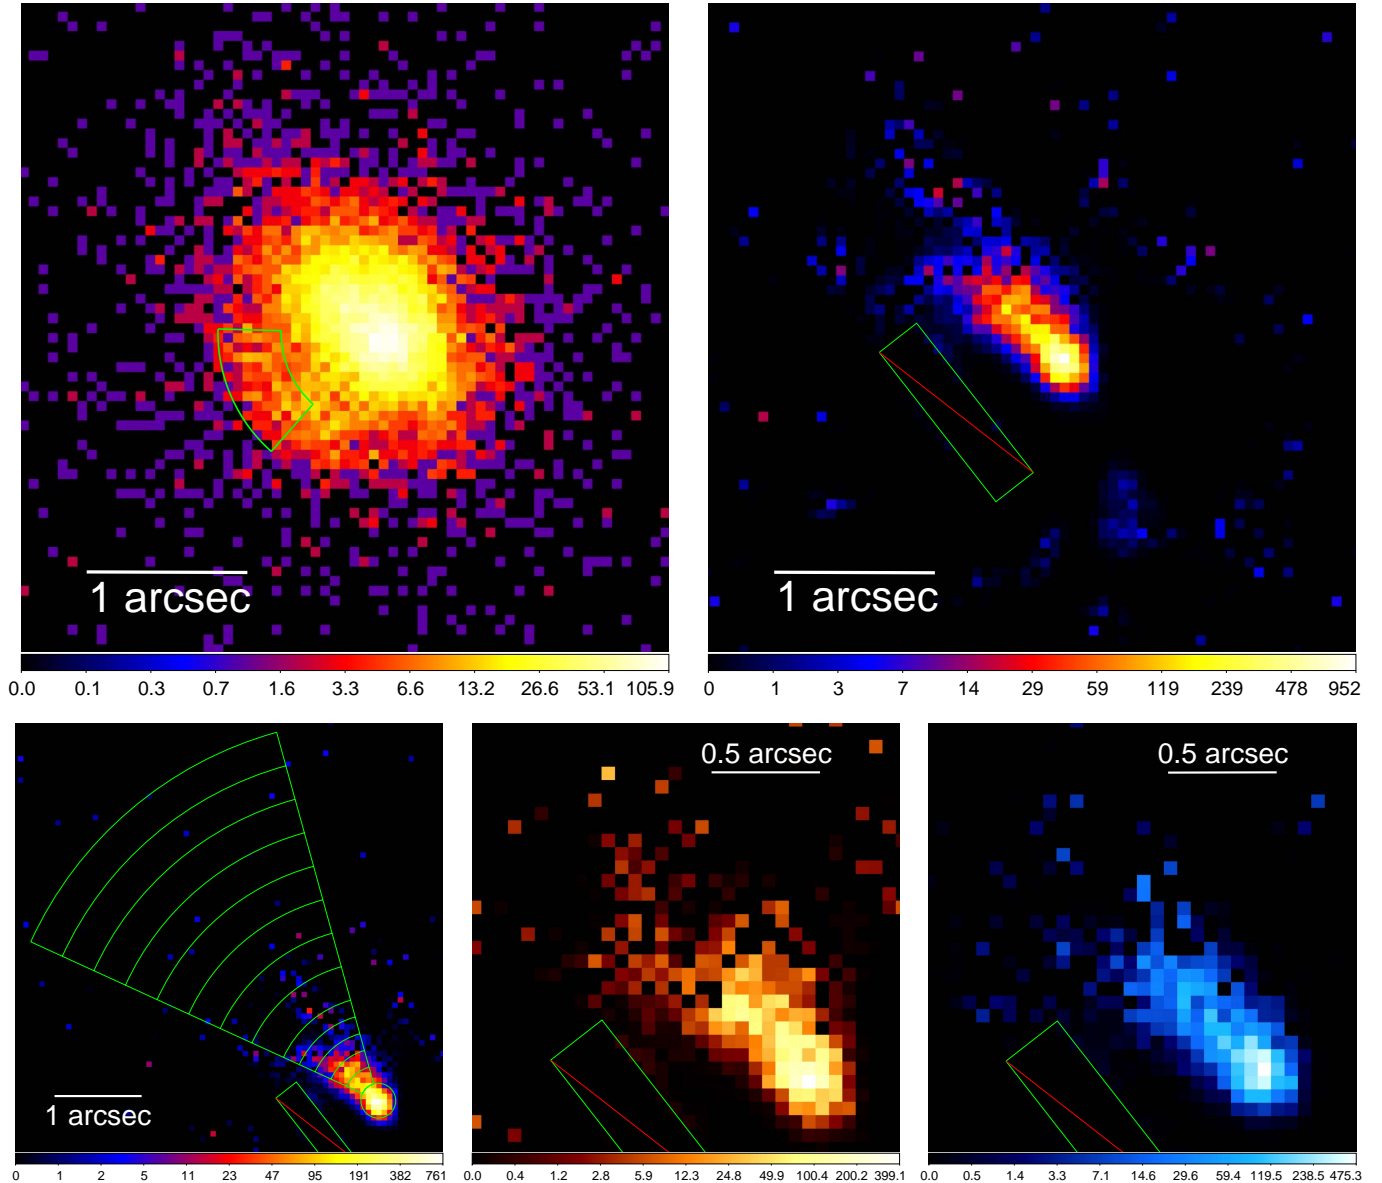 1 arcsec
0.0 0.1 0.3 0.7 1.6 3.3 6.6 13.2 26.6 53.1 105.9
1 arcsec
0 1 3 7 14 29 59 119 239 478 952
1 arcsec
0 1 2 5 11 23 47 95 191 382 761
0.5 arcsec
0.0 0.4 1.2 2.8 5.9 12.3 24.8 49.9 100.4 200.2 399.1
0.5 arcsec
0.0 0.5 1.4 3.3 7.1 14.6 29.6 59.4 119.5 238.5 475.3